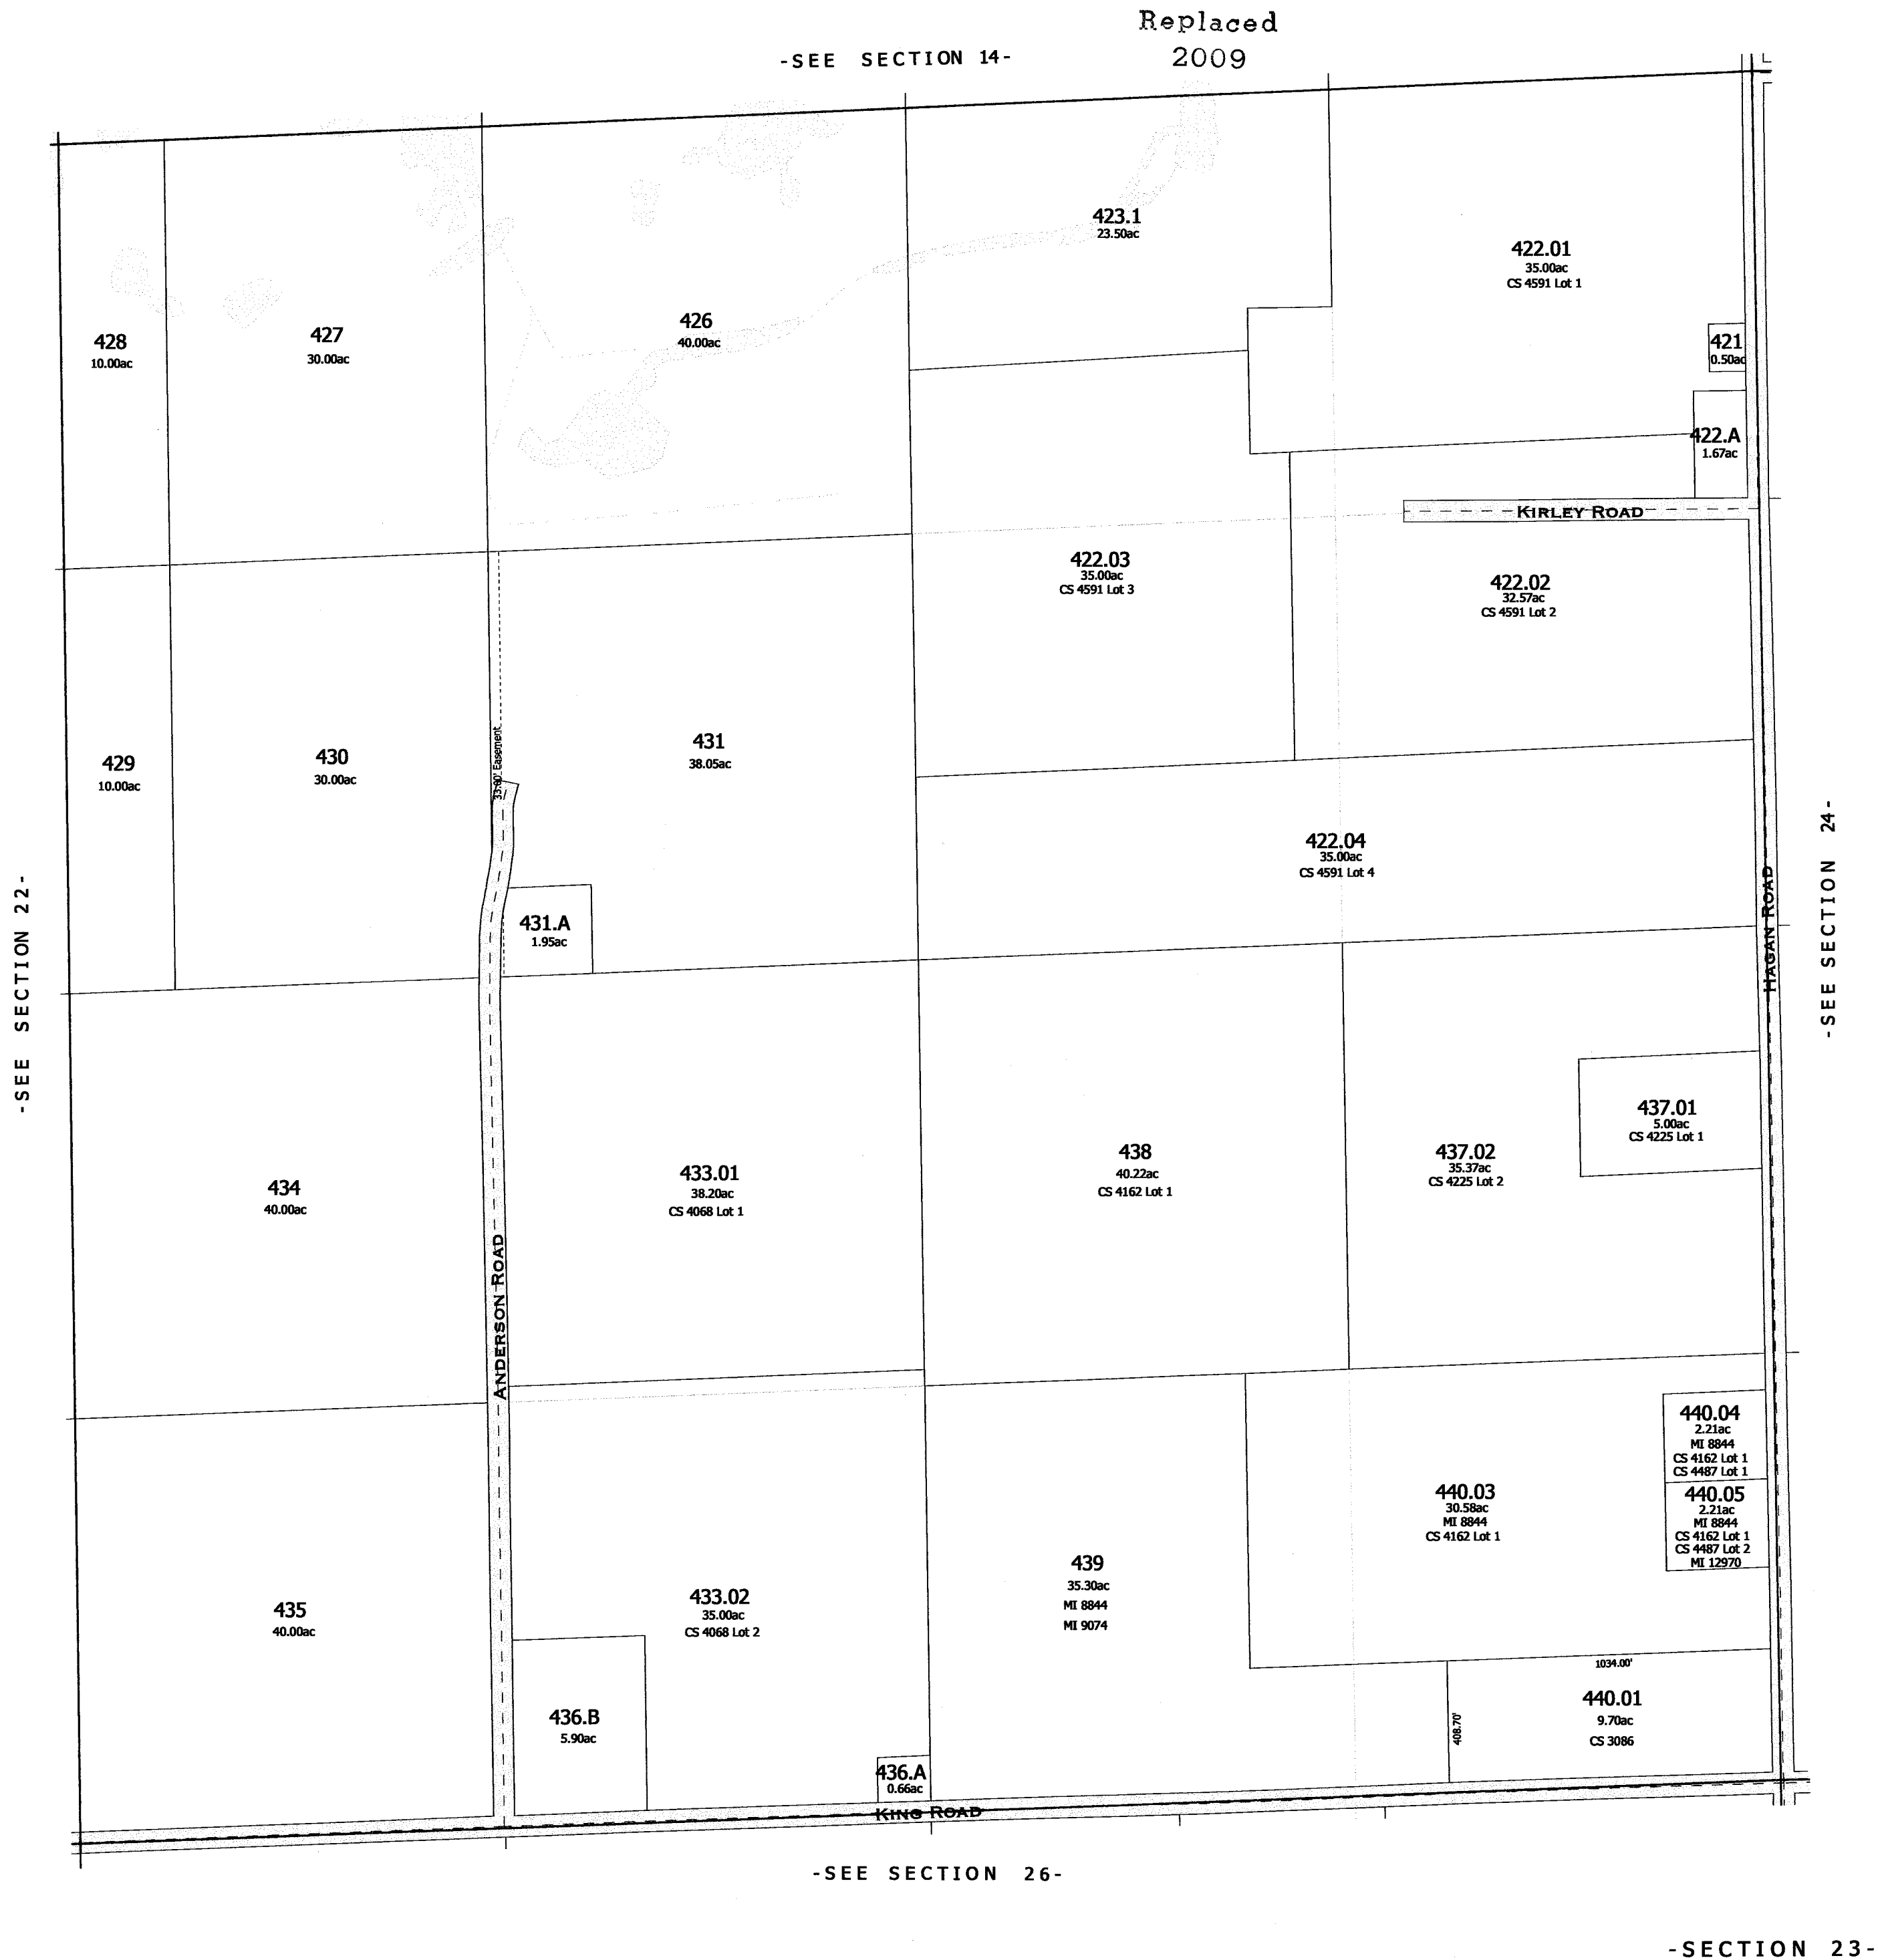 Replaced
2009
-SEE SECTION 14-
423.1
23.50ac
422.01
35.00ac
CS 4591 Lot 1
428
10.00ac
427
30.00ac
426
40.00ac
421
0.50ac
422.A
1.67ac
KIRLEY ROAD
422.03
35.00ac
CS 4591 Lot 3
422.02
32.57ac
CS 4591 Lot 2
429
10.00ac
430
30.00ac
33.00' Easement
431
38.05ac
422.04
35.00ac
CS 4591 Lot 4
431.A
1.95ac
HAGAN ROAD
-SEE SECTION 22-
-SEE SECTION 24-
434
40.00ac
ANDERSON ROAD
433.01
38.20ac
CS 4068 Lot 1
438
40.22ac
CS 4162 Lot 1
437.02
35.37ac
CS 4225 Lot 2
437.01
5.00ac
CS 4225 Lot 1
440.04
2.21ac
MI 8844
CS 4162 Lot 1
CS 4487 Lot 1
440.05
2.21ac
MI 8844
CS 4162 Lot 1
CS 4487 Lot 2
MI 12970
440.03
30.58ac
MI 8844
CS 4162 Lot 1
435
40.00ac
433.02
35.00ac
CS 4068 Lot 2
439
35.30ac
MI 8844
MI 9074
436.B
5.90ac
436.A
0.66ac
1034.00'
408.70'
440.01
9.70ac
CS 3086
KING ROAD
-SEE SECTION 26-
-SECTION 23-